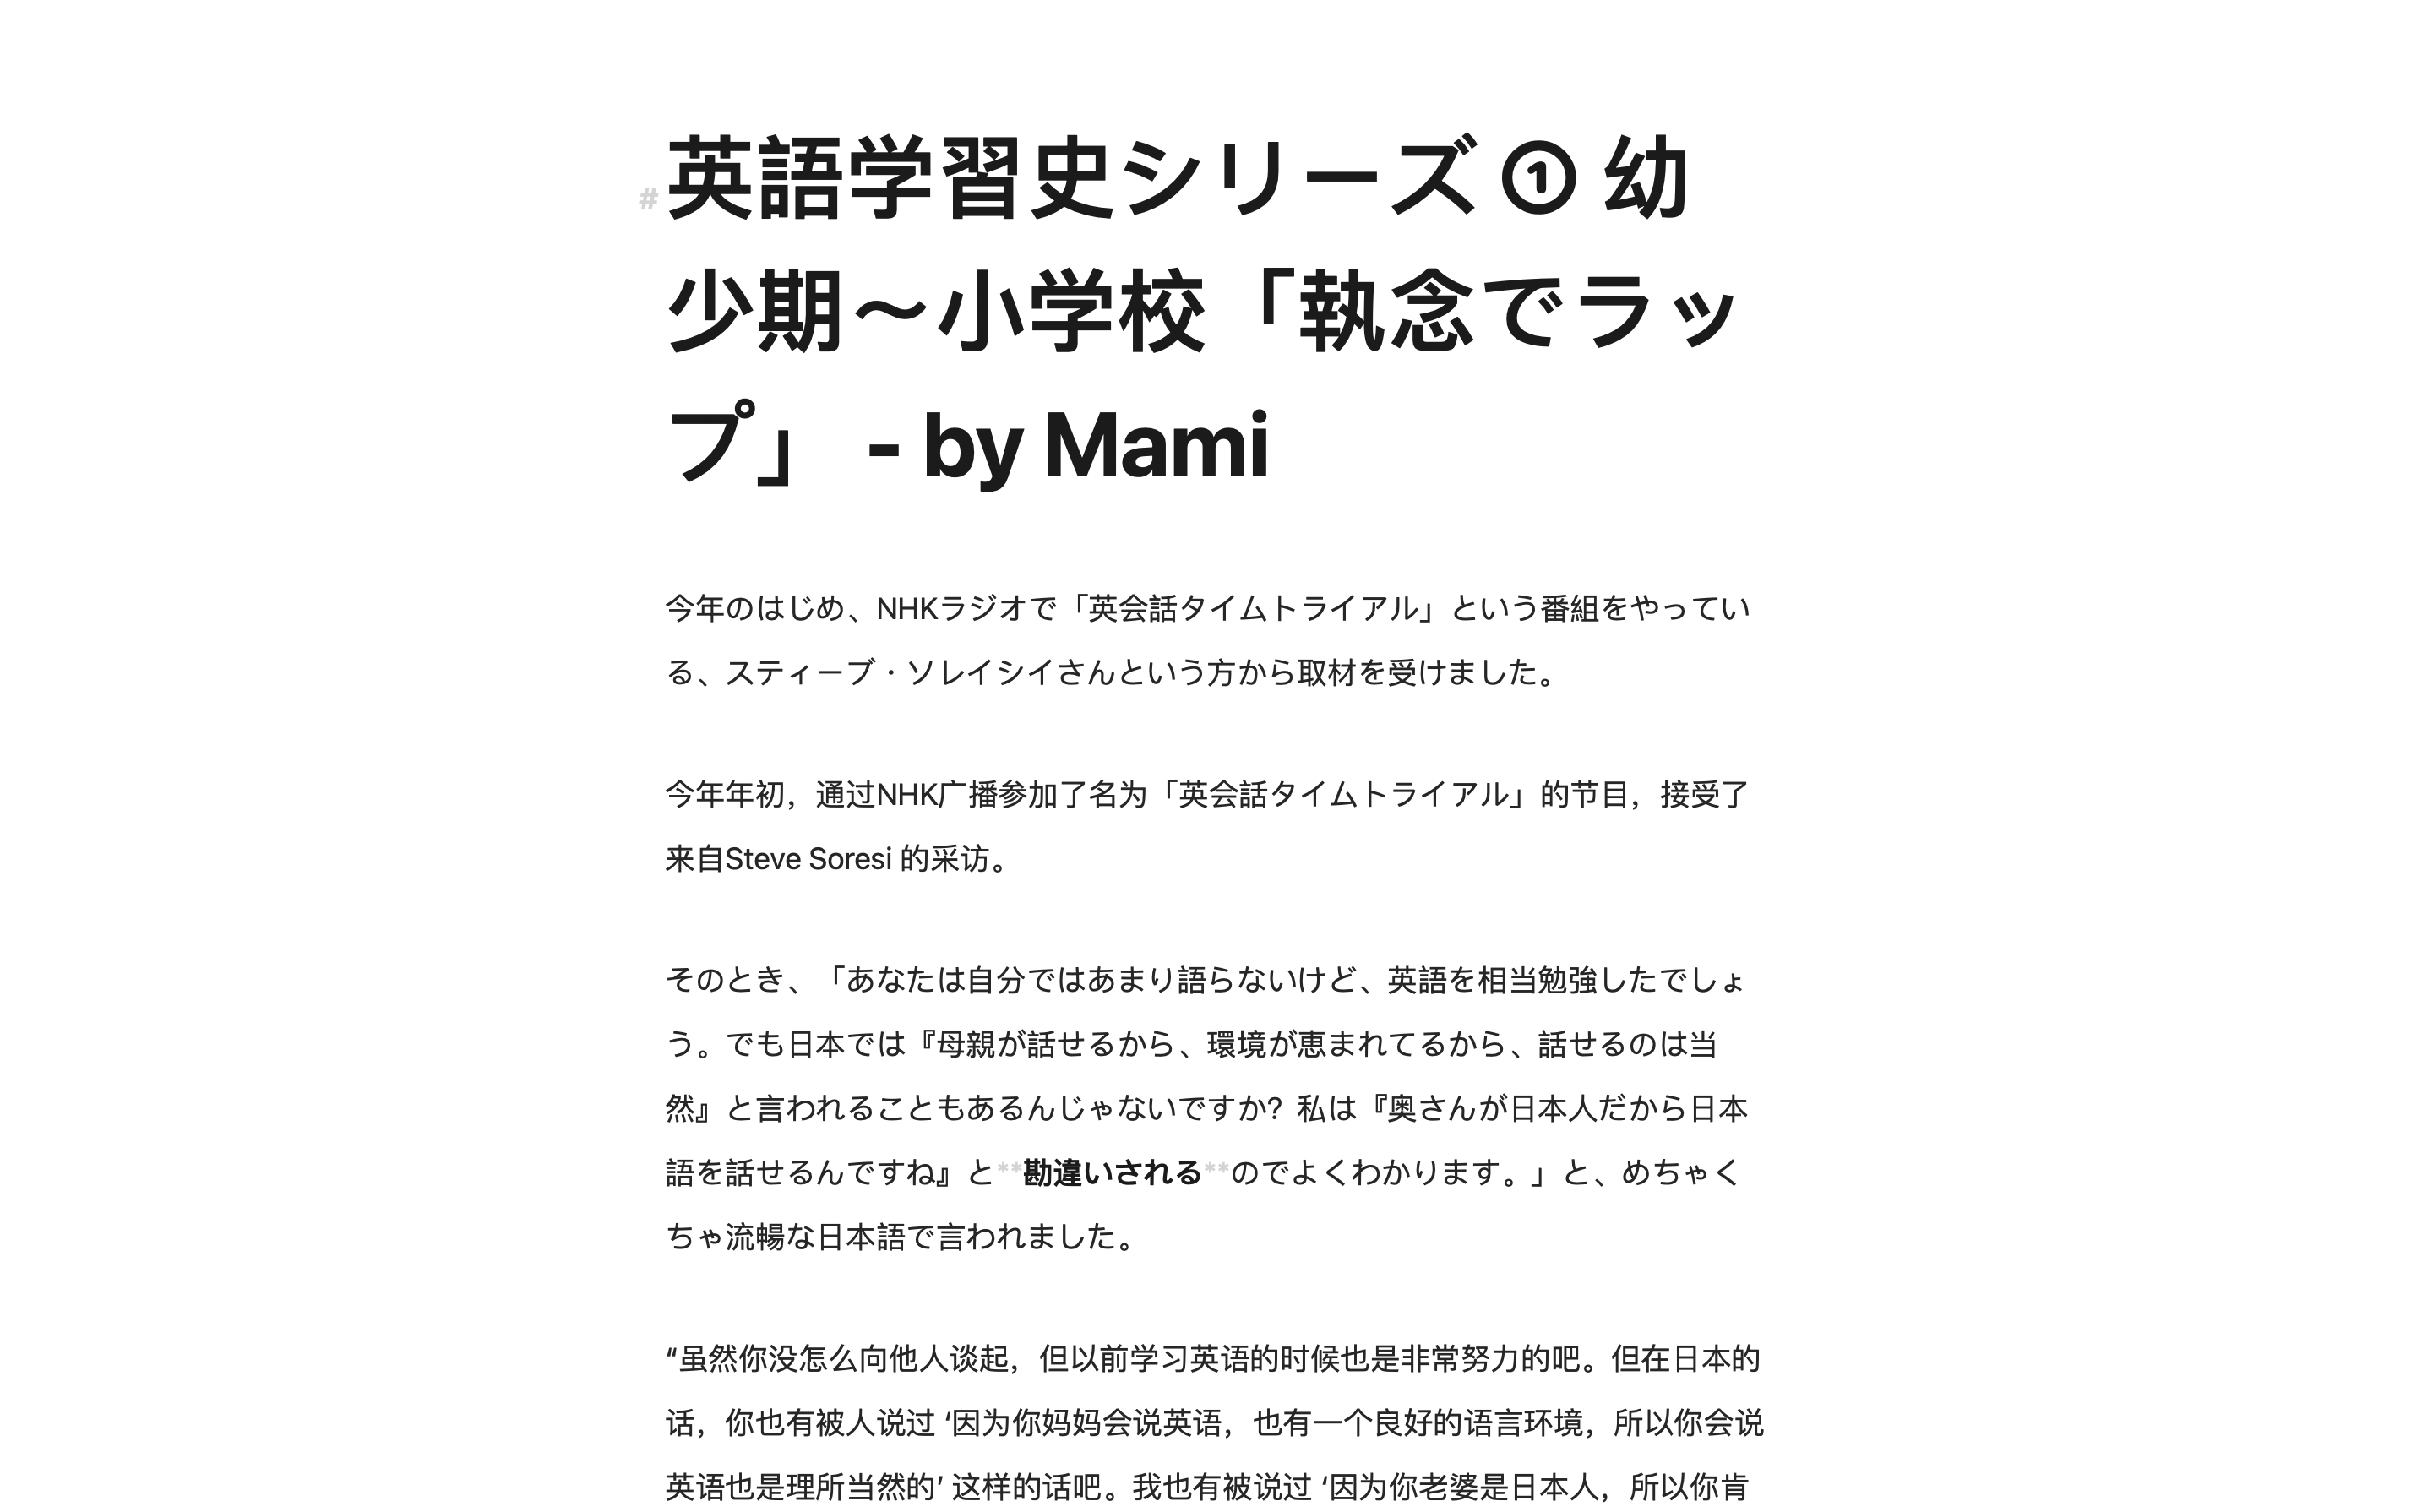 # 英語学習史シリーズ ① 幼
少期〜小学校「執念でラッ
プ」 - by Mami
今年のはじめ、NHKラジオで「英会話タイムトライアル」という番組をやってい
る、スティーブ・ソレイシイさんという方から取材を受けました。
今年年初，通过NHK广播参加了名为「英会話タイムトライアル」的节目，接受了
来自Steve Soresi 的采访。
そのとき、「あなたは自分ではあまり語らないけど、英語を相当勉強したでしょ
う。でも日本では『母親が話せるから、環境が恵まれてるから、話せるのは当
然』と言われることもあるんじゃないですか？私は『奥さんが日本人だから日本
語を話せるんですね』と**勘違いされる**のでよくわかります。」と、めちゃく
ちゃ流暢な日本語で言われました。
“虽然你没怎么向他人谈起，但以前学习英语的时候也是非常努力的吧。但在日本的
话，你也有被人说过 ‘因为你妈妈会说英语，也有一个良好的语言环境，所以你会说
英语也是理所当然的’ 这样的话吧。我也有被说过 ‘因为你老婆是日本人，所以你肯